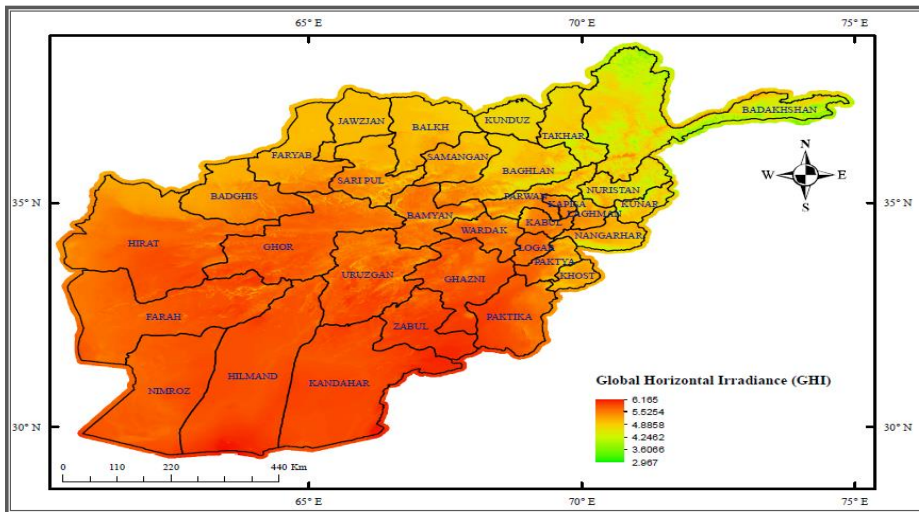 65° E
70° E
75° E
JAWZJAN
BALKH
KUNDUZ
BADAKHSHAN
TAKHAR
FARYAB
SAMANGAN
BAGHLAN
SARI PUL
N
W
E
S
35° N
35° N
BADGHIS
NURISTAN
PARWAN
KAPISA
KUNAR
BAMYAN
LAGHMAN
KABUL
WARDAK
NANGARHAR
HIRAT
GHOR
LOGAR
PAKTYA
URUZGAN
GHAZNI
KHOST
FARAH
PAKTIKA
ZABUL
HILMAND
KANDAHAR
NIMROZ
Global Horizontal Irradiance (GHI)
6.165
5.5254
4.8858
4.2462
3.6066
2.967
30° N
30° N
0 110 220 440 Km
65° E
70° E
75° E